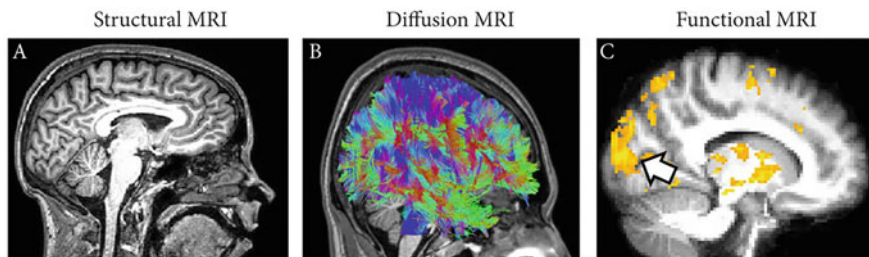 Structural MRI
Diffusion MRI
Functional MRI
A
B
C